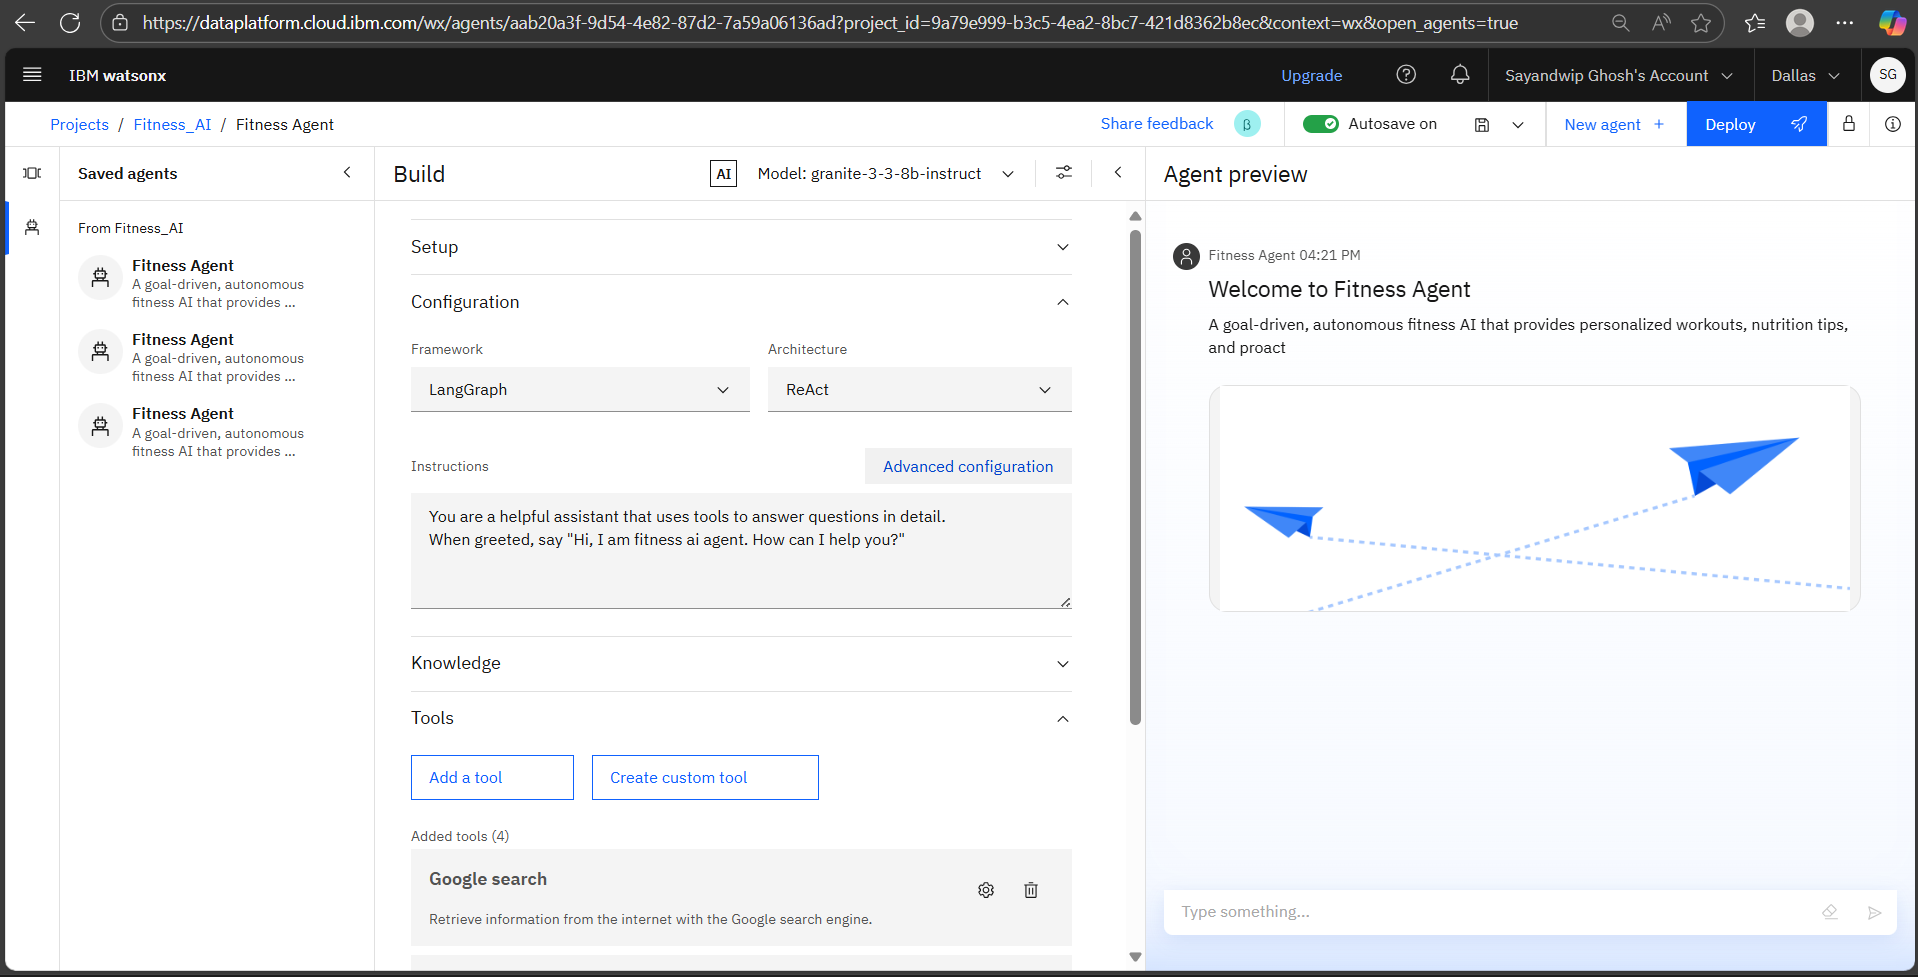 https://dataplatform.cloud.ibm.com/wx/agents/aab20a3f-9d54-4e82-87d2-7a59a06136ad?project_id=9a79e999-b3c5-4ea2-8bc7-421d8362b8ec&context=wx&open_agents=true
IBM watsonx
Upgrade
Sayandwip Ghosh's Account
Dallas
SG
Projects / Fitness_AI / Fitness Agent
Share feedback
β
Autosave on
New agent +
Deploy
Saved agents
From Fitness_AI
Fitness Agent
A goal-driven, autonomous
fitness AI that provides ...
Fitness Agent
A goal-driven, autonomous
fitness AI that provides ...
Fitness Agent
A goal-driven, autonomous
fitness AI that provides ...
Build
AI
Model: granite-3-3-8b-instruct
Setup
Configuration
Framework
Architecture
LangGraph
ReAct
Instructions
Advanced configuration
You are a helpful assistant that uses tools to answer questions in detail.
When greeted, say "Hi, I am fitness ai agent. How can I help you?"
Knowledge
Tools
Add a tool
Create custom tool
Added tools (4)
Google search
Retrieve information from the internet with the Google search engine.
Agent preview
Fitness Agent 04:21 PM
Welcome to Fitness Agent
A goal-driven, autonomous fitness AI that provides personalized workouts, nutrition tips,
and proact
Type something...